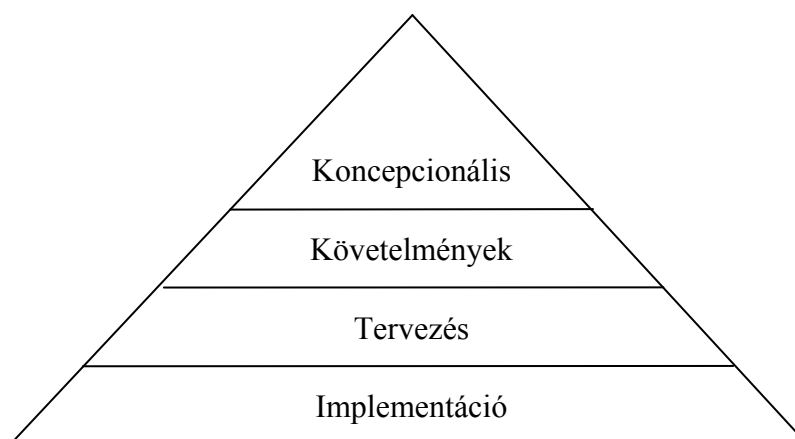 Koncepcionális
Követelmények
Tervezés
Implementáció